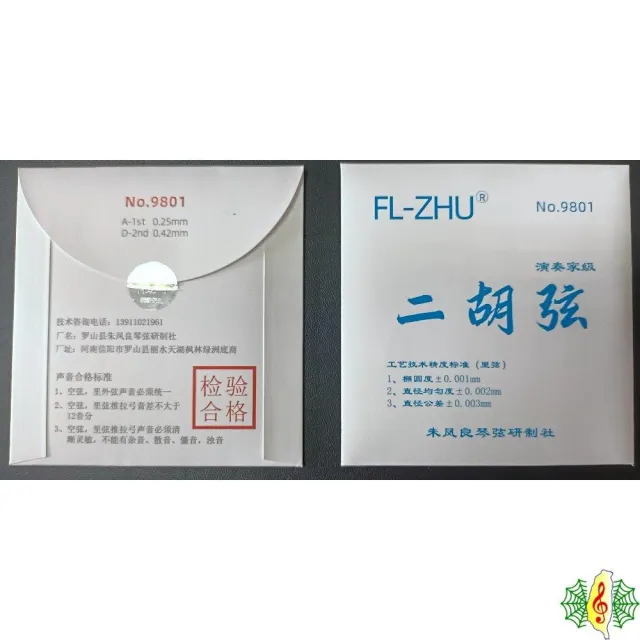 No.9801
A-1st 0.25mm
D-2nd 0.42mm
技术咨询电话：13911021961
厂名：罗山县朱凤良琴弦研制社
厂址：河南信阳市罗山县丽水天湖枫林绿洲底商
声音合格标准
1、空弦，里外弦声音必须统一
2、空弦，里弦推拉弓音差不大于
12音分
3、空弦，里弦推拉弓声音必须清
晰灵敏，不能有杂音、散音、僵音，浊音
检验
合格
FL-ZHU®
No.9801
演奏家级
二胡弦
工艺技术精度标准（里弦）
1、椭圆度±0.001mm
2、直径均匀度±0.002mm
3、直径公差±0.003mm
朱凤良琴弦研制社